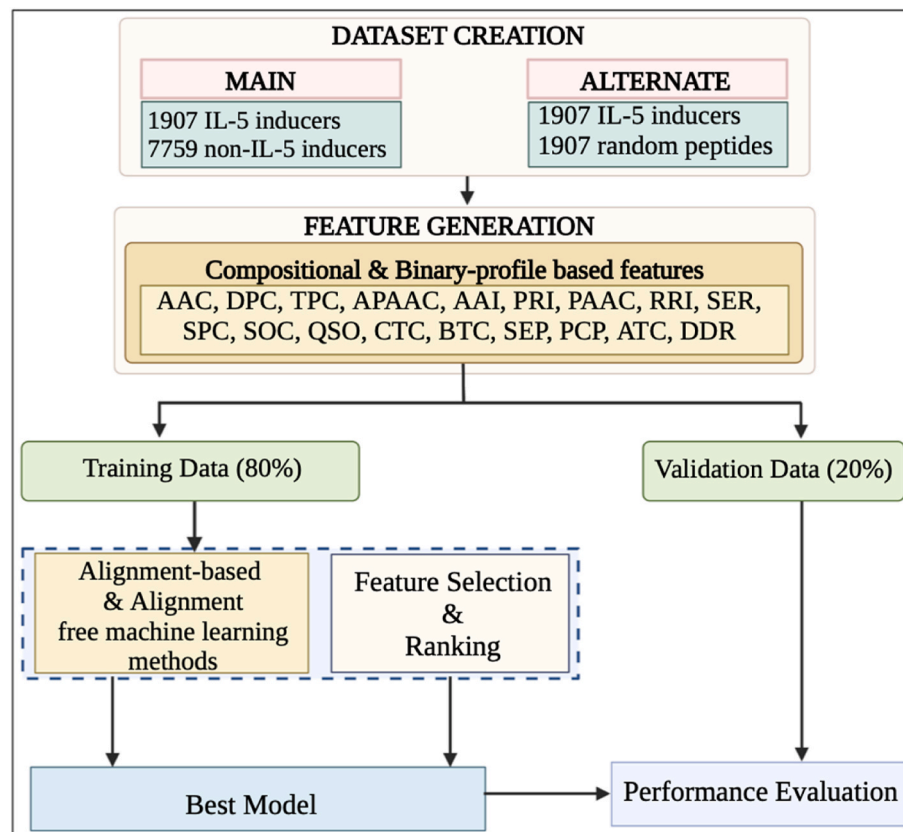 DATASET CREATION
MAIN
1907 IL-5 inducers
7759 non-IL-5 inducers
ALTERNATE
1907 IL-5 inducers
1907 random peptides
FEATURE GENERATION
Compositional & Binary-profile based features
AAC, DPC, TPC, APAAC, AAI, PRI, PAAC, RRI, SER,
SPC, SOC, QSO, CTC, BTC, SEP, PCP, ATC, DDR
Training Data (80%)
Validation Data (20%)
Alignment-based
& Alignment
free machine learning
methods
Feature Selection
&
Ranking
Best Model
Performance Evaluation